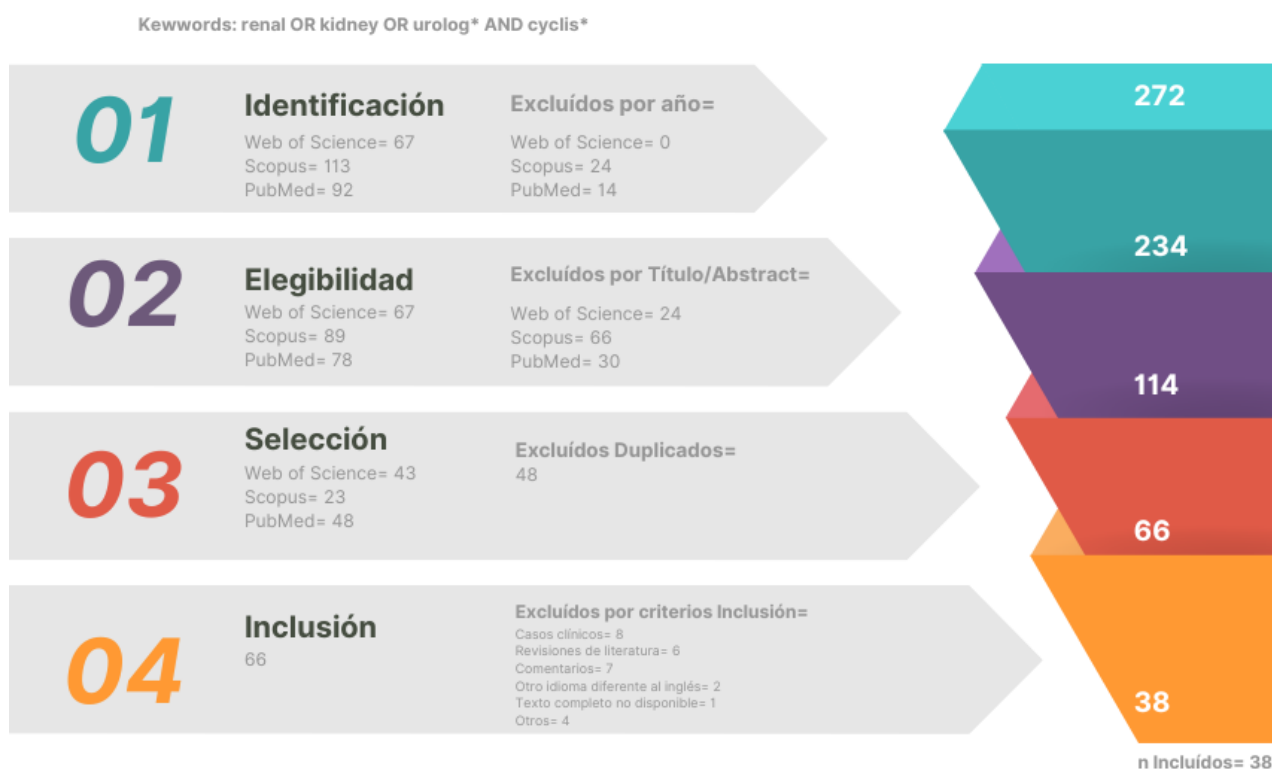 Kewwords: renal OR kidney OR urolog* AND cyclis*
01
Identificación
Web of Science= 67
Scopus= 113
PubMed= 92
Excluídos por año=
Web of Science= 0
Scopus= 24
PubMed= 14
272
02
Elegibilidad
Web of Science= 67
Scopus= 89
PubMed= 78
Excluídos por Título/Abstract=
Web of Science= 24
Scopus= 66
PubMed= 30
234
03
Selección
Web of Science= 43
Scopus= 23
PubMed= 48
Excluídos Duplicados=
48
114
66
04
Inclusión
66
Excluídos por criterios Inclusión=
Casos clínicos= 8
Revisiones de literatura= 6
Comentarios= 7
Otro idioma diferente al inglés= 2
Texto completo no disponible= 1
Otros= 4
38
n Incluídos= 38